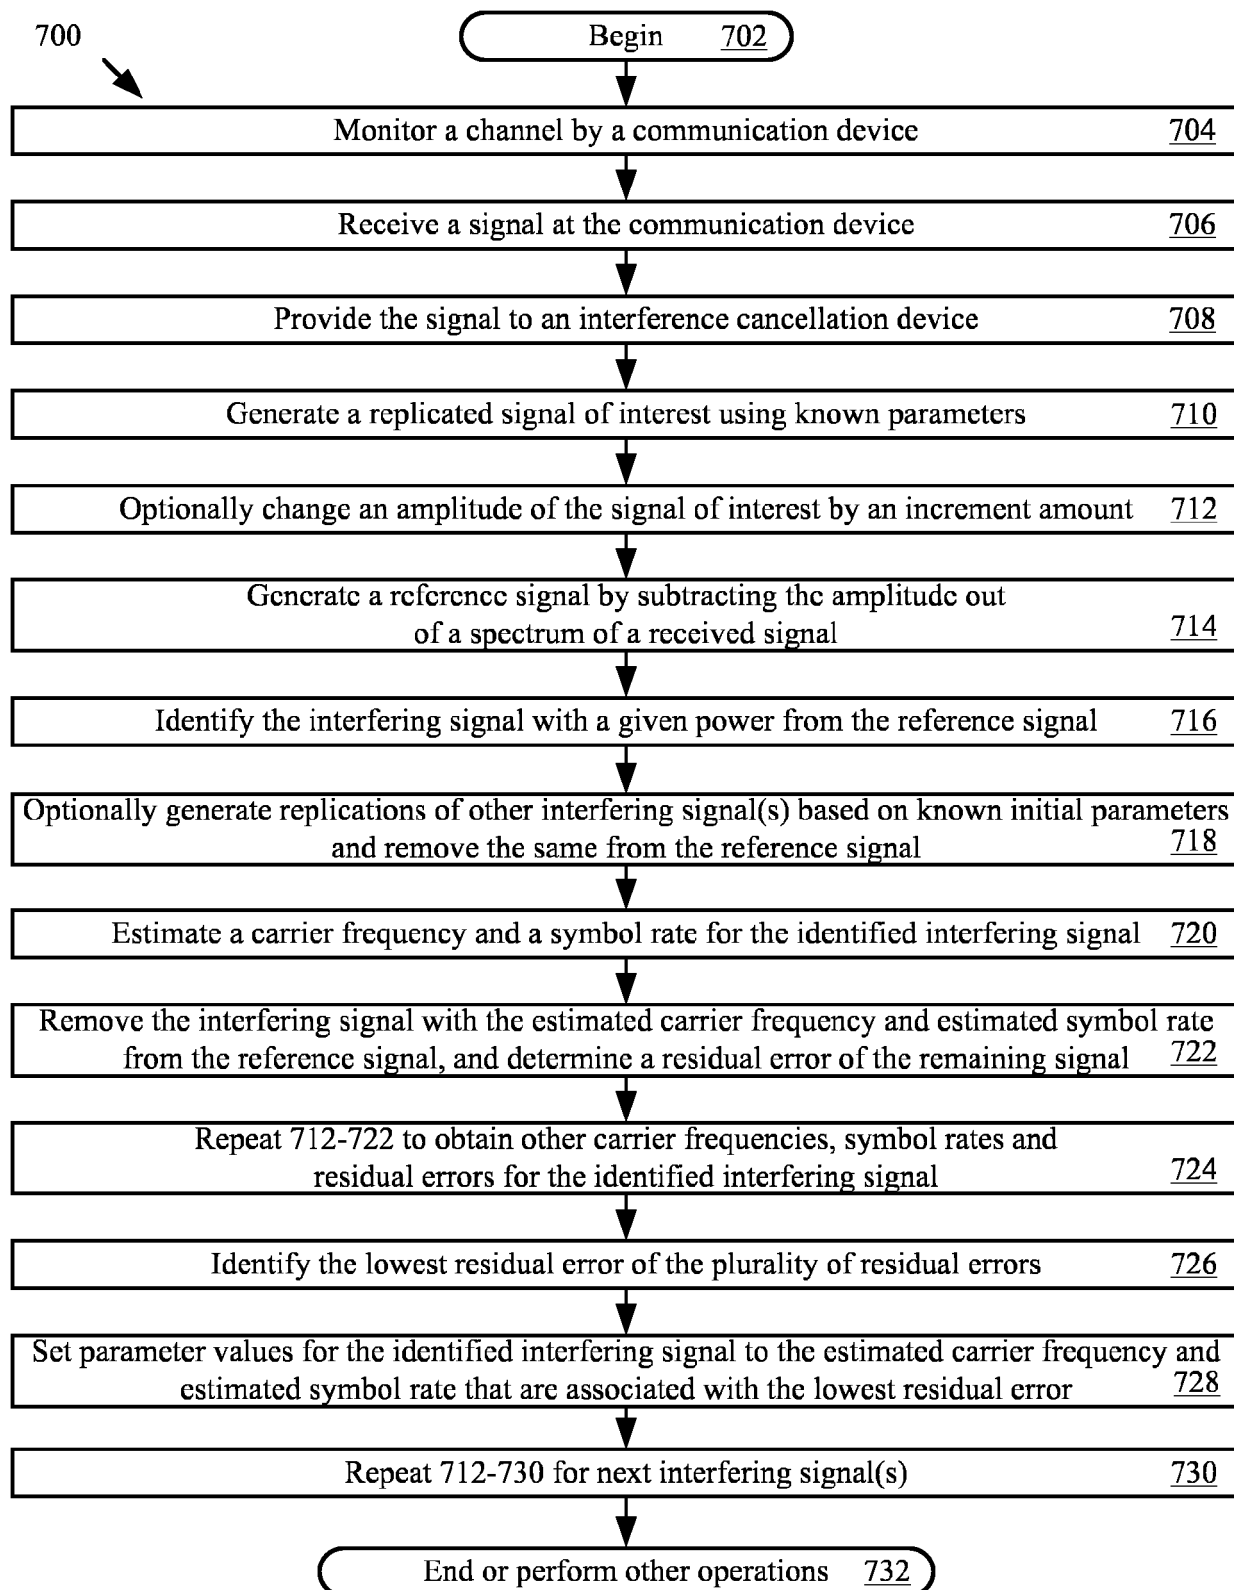 700
Begin 702
Monitor a channel by a communication device 704
Receive a signal at the communication device 706
Provide the signal to an interference cancellation device 708
Generate a replicated signal of interest using known parameters 710
Optionally change an amplitude of the signal of interest by an increment amount 712
Generate a reference signal by subtracting the amplitude out
of a spectrum of a received signal 714
Identify the interfering signal with a given power from the reference signal 716
Optionally generate replications of other interfering signal(s) based on known initial parameters
and remove the same from the reference signal 718
Estimate a carrier frequency and a symbol rate for the identified interfering signal 720
Remove the interfering signal with the estimated carrier frequency and estimated symbol rate
from the reference signal, and determine a residual error of the remaining signal 722
Repeat 712-722 to obtain other carrier frequencies, symbol rates and
residual errors for the identified interfering signal 724
Identify the lowest residual error of the plurality of residual errors 726
Set parameter values for the identified interfering signal to the estimated carrier frequency and
estimated symbol rate that are associated with the lowest residual error 728
Repeat 712-730 for next interfering signal(s) 730
End or perform other operations 732